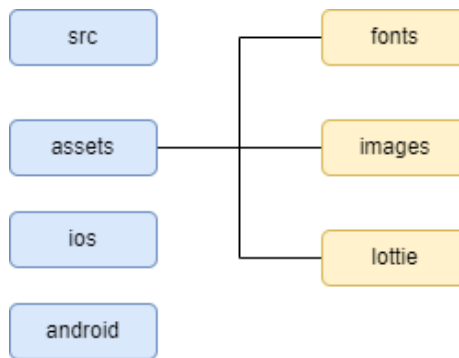 src
fonts
assets
images
ios
lottie
android